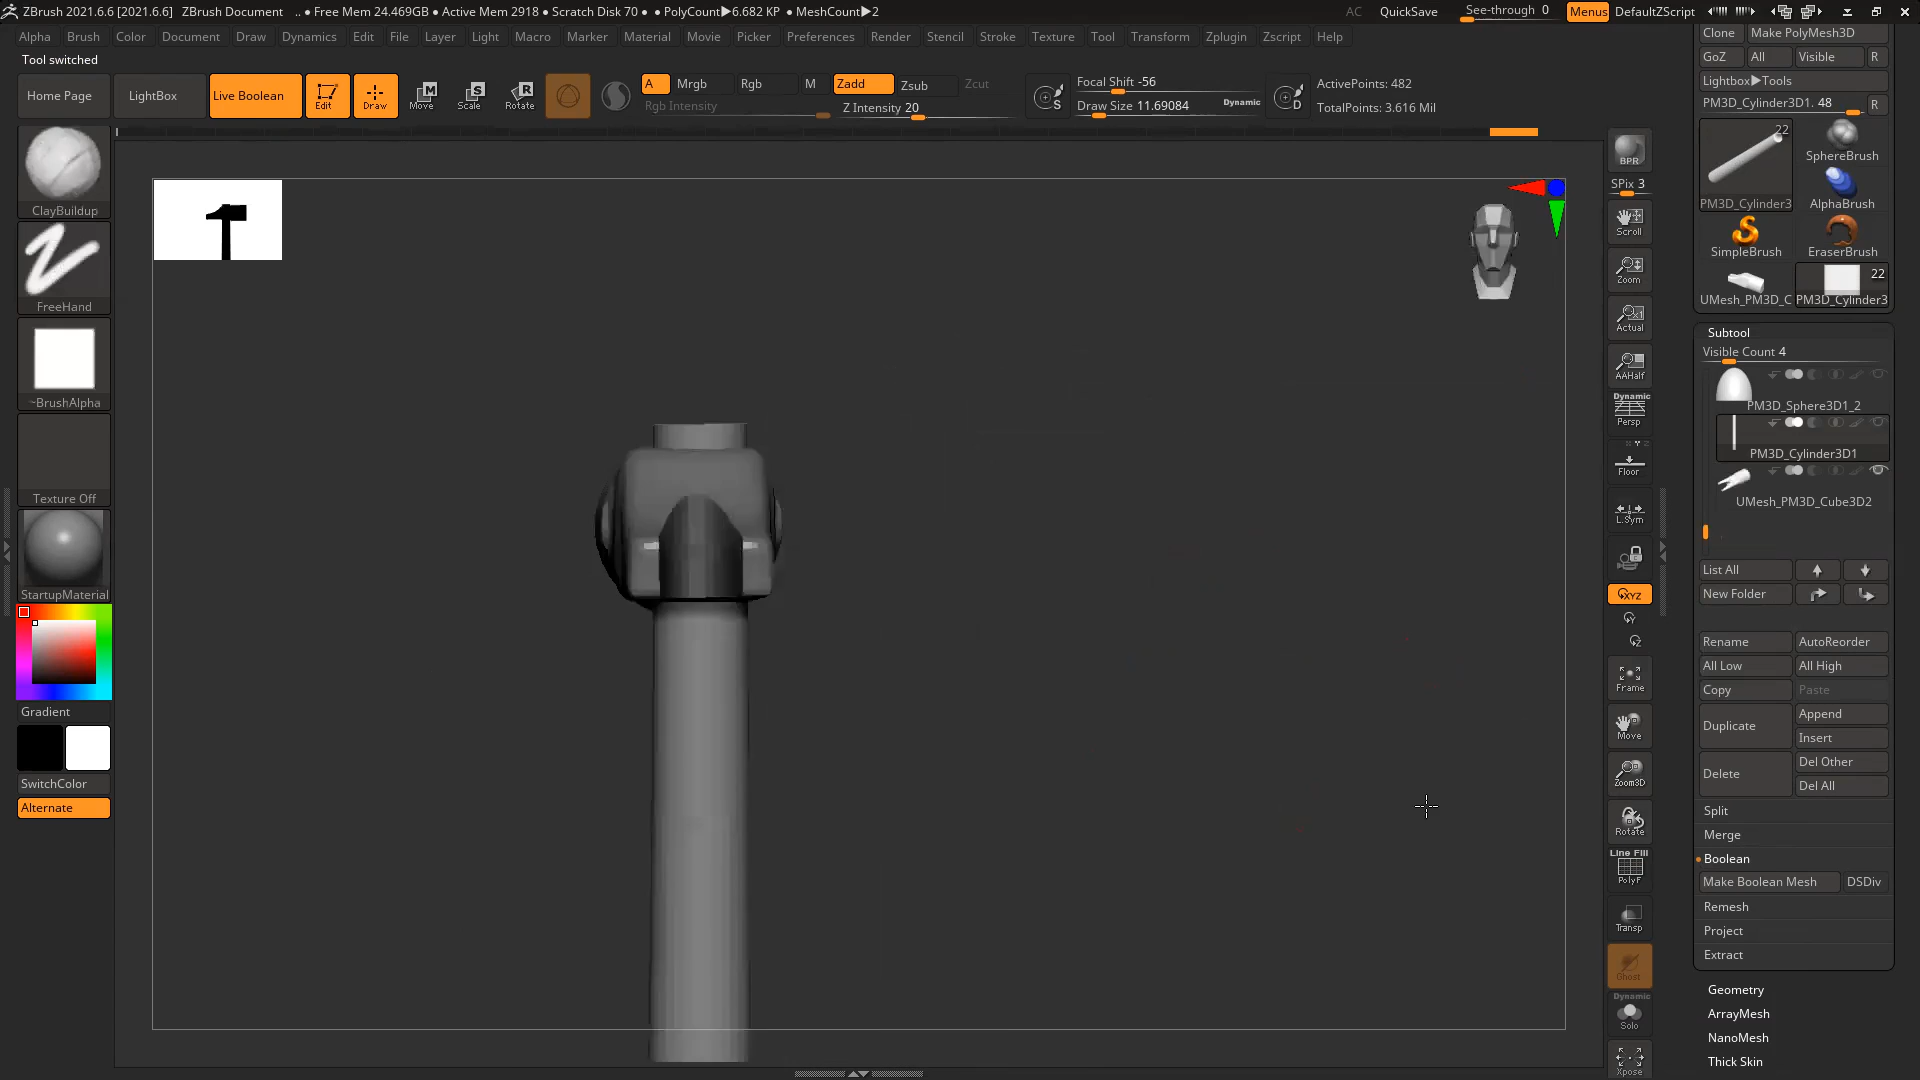 ZBrush 2021.6.6 [2021.6.6] ZBrush Document .. • Free Mem 24.469GB • Active Mem 2918 • Scratch Disk 70 • • PolyCount▶6.682 KP • MeshCount▶2 AC QuickSave See-through 0 Menus DefaultZScript
Alpha Brush Color Document Draw Dynamics Edit File Layer Light Macro Marker Material Movie Picker Preferences Render Stencil Stroke Texture Tool Transform Zplugin Zscript Help
Tool switched
Home Page
LightBox
Live Boolean
Edit
Draw
Move
Scale
Rotate
A Mrgb Rgb M Zadd Zsub Zcut
Rgb Intensity
Z Intensity 20
S
Focal Shift -56
Draw Size 11.69084 Dynamic
D
ActivePoints: 482
TotalPoints: 3.616 Mil
ClayBuildup
FreeHand
~BrushAlpha
Texture Off
StartupMaterial
Gradient
SwitchColor
Alternate
BPR
SPix 3
Scroll
Zoom
Actual
AAHalf
Dynamic
Persp
Floor
L.Sym
XYZ
Y
Z
Frame
Move
Zoom3D
Rotate
Line Fill
PolyF
Transp
Ghost
Dynamic
Solo
Xpose
Clone Make PolyMesh3D
GoZ All Visible R
Lightbox▶Tools
PM3D_Cylinder3D1. 48 R
22
PM3D_Cylinder3
SphereBrush
AlphaBrush
SimpleBrush
EraserBrush
UMesh_PM3D_C
22
PM3D_Cylinder3
Subtool
Visible Count 4
PM3D_Sphere3D1_2
PM3D_Cylinder3D1
UMesh_PM3D_Cube3D2
List All
New Folder
Rename AutoReorder
All Low All High
Copy Paste
Duplicate Append
Insert
Delete Del Other
Del All
Split
Merge
Boolean
Make Boolean Mesh DSDiv
Remesh
Project
Extract
Geometry
ArrayMesh
NanoMesh
Thick Skin